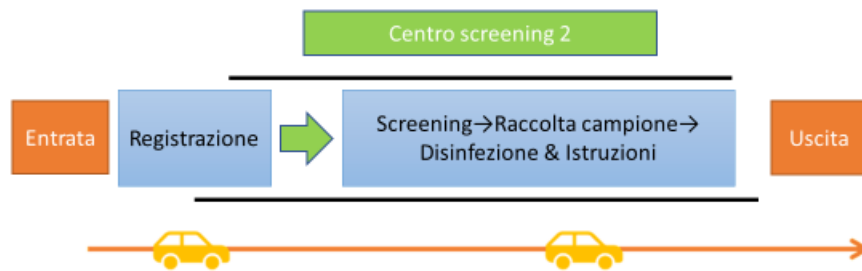 Centro screening 2
Entrata
Registrazione
Screening→Raccolta campione→
Disinfezione & Istruzioni
Uscita